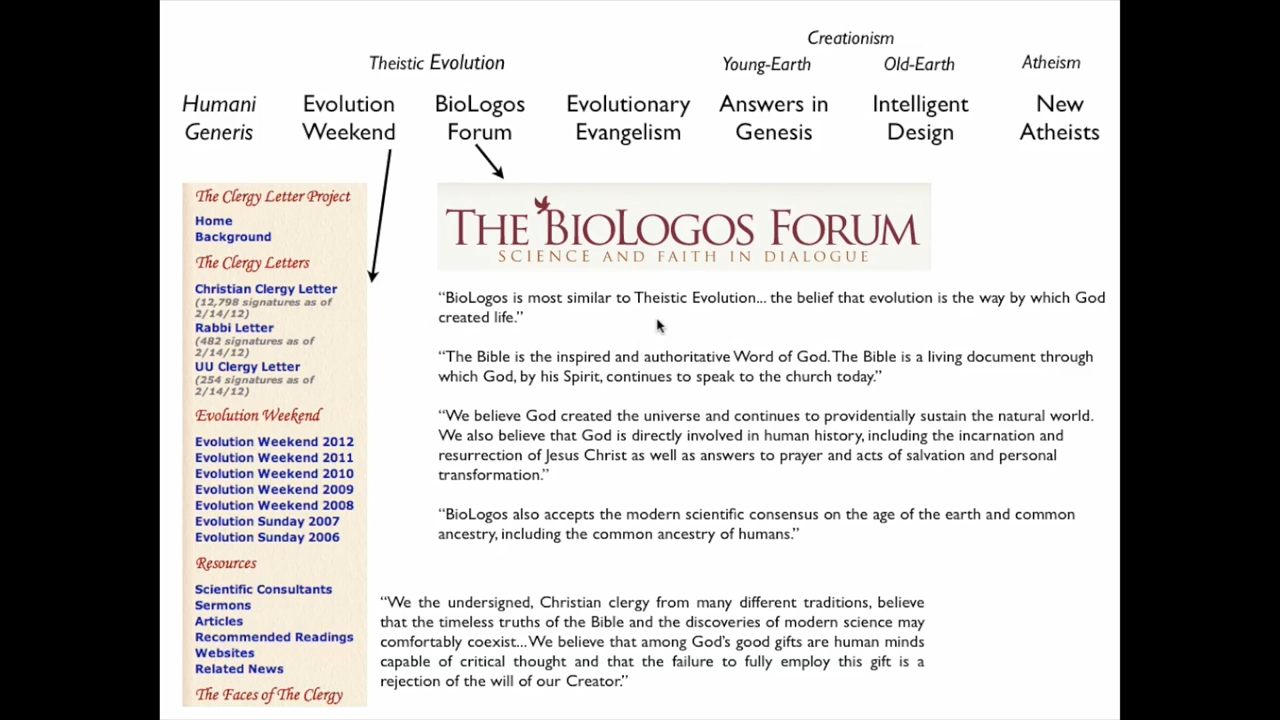 Creationism
Theistic Evolution
Young-Earth
Old-Earth
Atheism
Humani
Generis
Evolution
Weekend
BioLogos
Forum
Evolutionary
Evangelism
Answers in
Genesis
Intelligent
Design
New
Atheists
The Clergy Letter Project
Home
Background
The Clergy Letters
Christian Clergy Letter
(12,798 signatures as of
2/14/12)
Rabbi Letter
(482 signatures as of
2/14/12)
UU Clergy Letter
(254 signatures as of
2/14/12)
Evolution Weekend
Evolution Weekend 2012
Evolution Weekend 2011
Evolution Weekend 2010
Evolution Weekend 2009
Evolution Weekend 2008
Evolution Sunday 2007
Evolution Sunday 2006
Resources
Scientific Consultants
Sermons
Articles
Recommended Readings
Websites
Related News
The Faces of The Clergy
THE BIOLOGOS FORUM
SCIENCE AND FAITH IN DIALOGUE
“BioLogos is most similar to Theistic Evolution... the belief that evolution is the way by which God
created life.”
“The Bible is the inspired and authoritative Word of God. The Bible is a living document through
which God, by his Spirit, continues to speak to the church today.”
“We believe God created the universe and continues to providentially sustain the natural world.
We also believe that God is directly involved in human history, including the incarnation and
resurrection of Jesus Christ as well as answers to prayer and acts of salvation and personal
transformation.”
“BioLogos also accepts the modern scientific consensus on the age of the earth and common
ancestry, including the common ancestry of humans.”
“We the undersigned, Christian clergy from many different traditions, believe
that the timeless truths of the Bible and the discoveries of modern science may
comfortably coexist... We believe that among God’s good gifts are human minds
capable of critical thought and that the failure to fully employ this gift is a
rejection of the will of our Creator.”